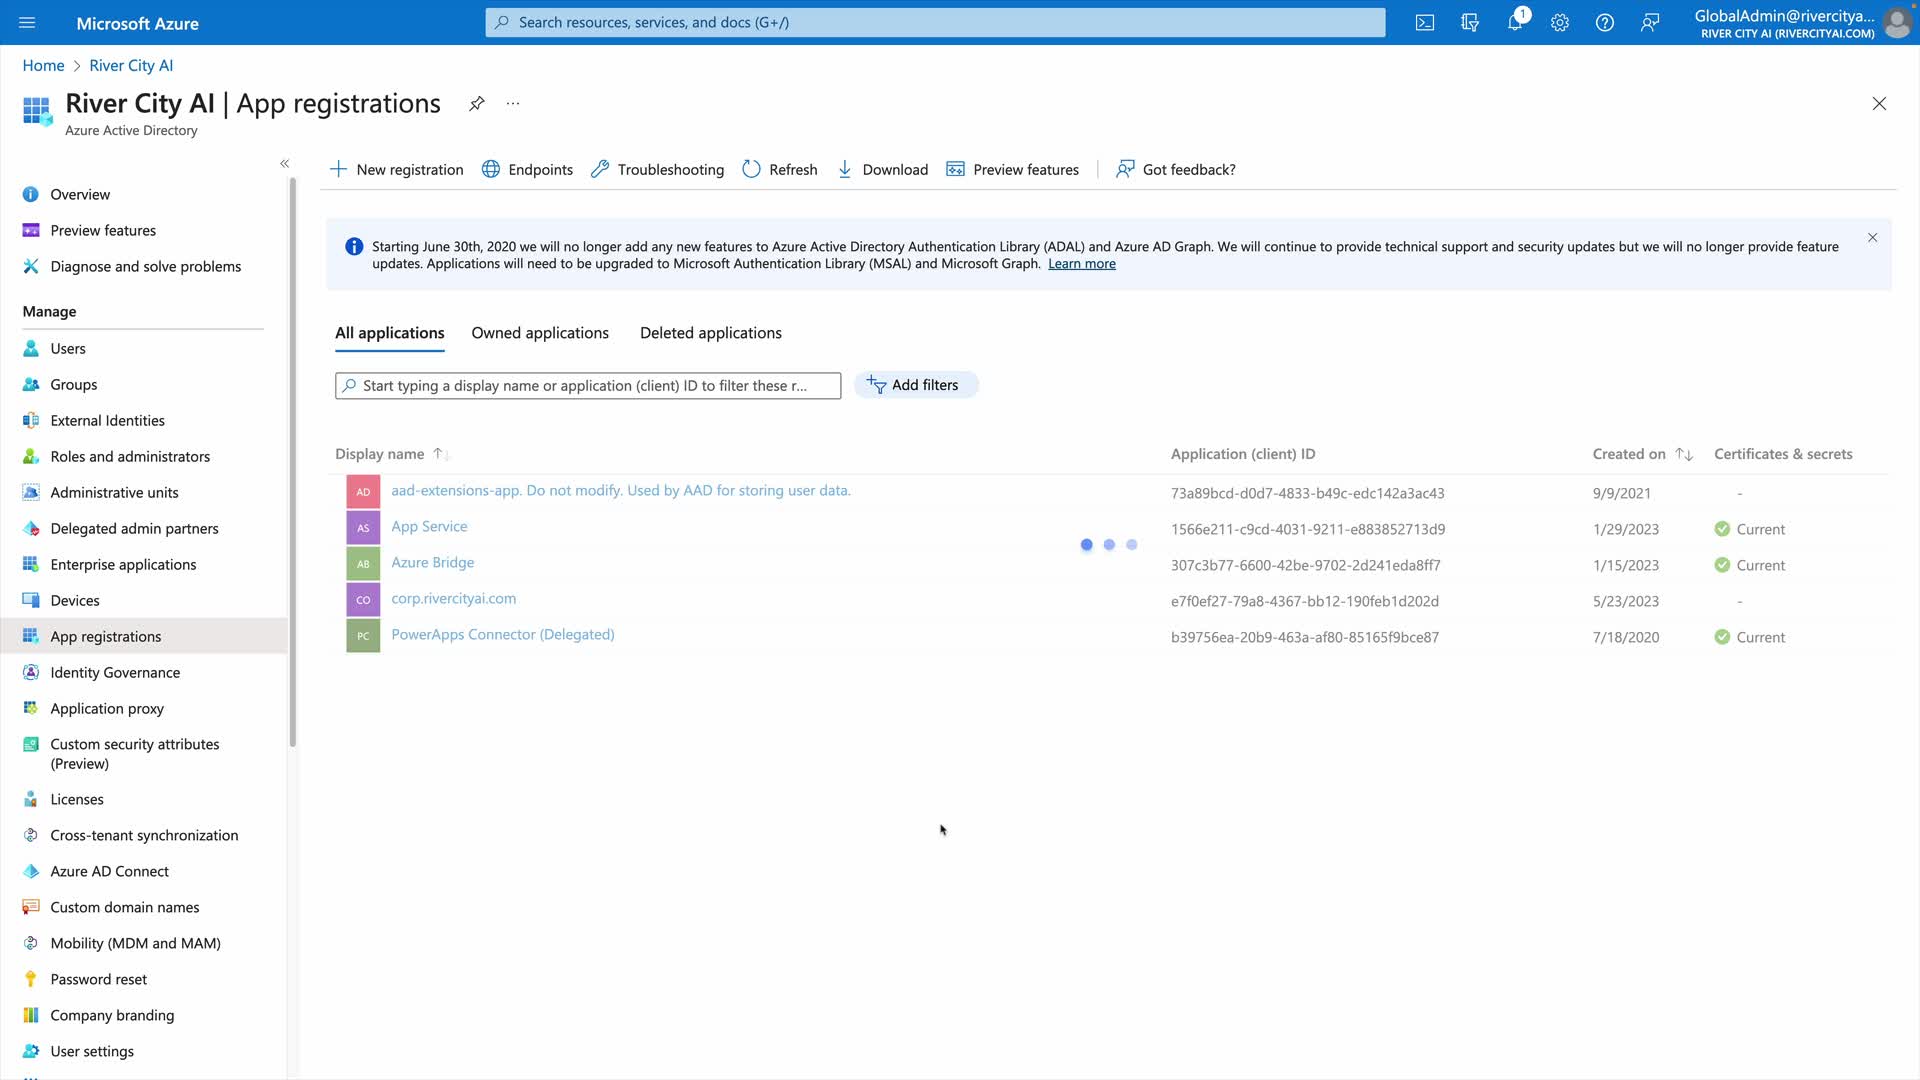 Microsoft Azure
Search resources, services, and docs (G+/)
1
GlobalAdmin@rivercitya...
RIVER CITY AI (RIVERCITYAI.COM)
Home > River City AI
River City AI | App registrations
...
Azure Active Directory
«
New registration
Endpoints
Troubleshooting
Refresh
Download
Preview features
Got feedback?
Overview
Preview features
Diagnose and solve problems
Manage
Users
Groups
External Identities
Roles and administrators
Administrative units
Delegated admin partners
Enterprise applications
Devices
App registrations
Identity Governance
Application proxy
Custom security attributes
(Preview)
Licenses
Cross-tenant synchronization
Azure AD Connect
Custom domain names
Mobility (MDM and MAM)
Password reset
Company branding
User settings
Starting June 30th, 2020 we will no longer add any new features to Azure Active Directory Authentication Library (ADAL) and Azure AD Graph. We will continue to provide technical support and security updates but we will no longer provide feature
updates. Applications will need to be upgraded to Microsoft Authentication Library (MSAL) and Microsoft Graph. Learn more
All applications
Owned applications
Deleted applications
Start typing a display name or application (client) ID to filter these r...
Add filters
Display name Application (client) ID Created on Certificates & secrets
AD aad-extensions-app. Do not modify. Used by AAD for storing user data. 73a89bcd-d0d7-4833-b49c-edc142a3ac43 9/9/2021 -
AS App Service 1566e211-c9cd-4031-9211-e883852713d9 1/29/2023 Current
AB Azure Bridge 307c3b77-6600-42be-9702-2d241eda8ff7 1/15/2023 Current
CO corp.rivercityai.com e7f0ef27-79a8-4367-bb12-190feb1d202d 5/23/2023 -
PC PowerApps Connector (Delegated) b39756ea-20b9-463a-af80-85165f9bce87 7/18/2020 Current